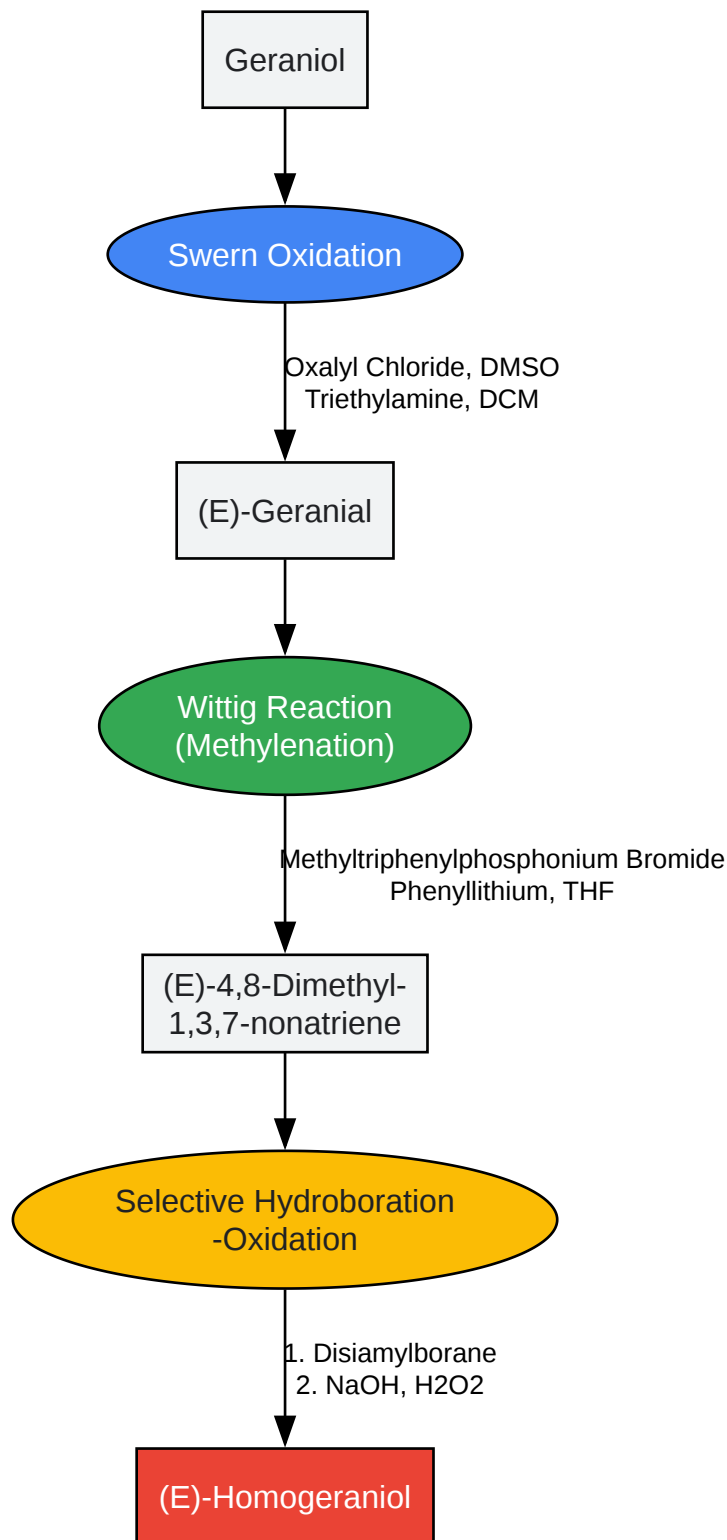 Geraniol
Swern Oxidation
Oxalyl Chloride, DMSO
Triethylamine, DCM
(E)-Geranial
Wittig Reaction
(Methylenation)
Methyltriphenylphosphonium Bromide
Phenyllithium, THF
(E)-4,8-Dimethyl-
1,3,7-nonatriene
Selective Hydroboration
-Oxidation
1. Disiamylborane
2. NaOH, H2O2
(E)-Homogeraniol